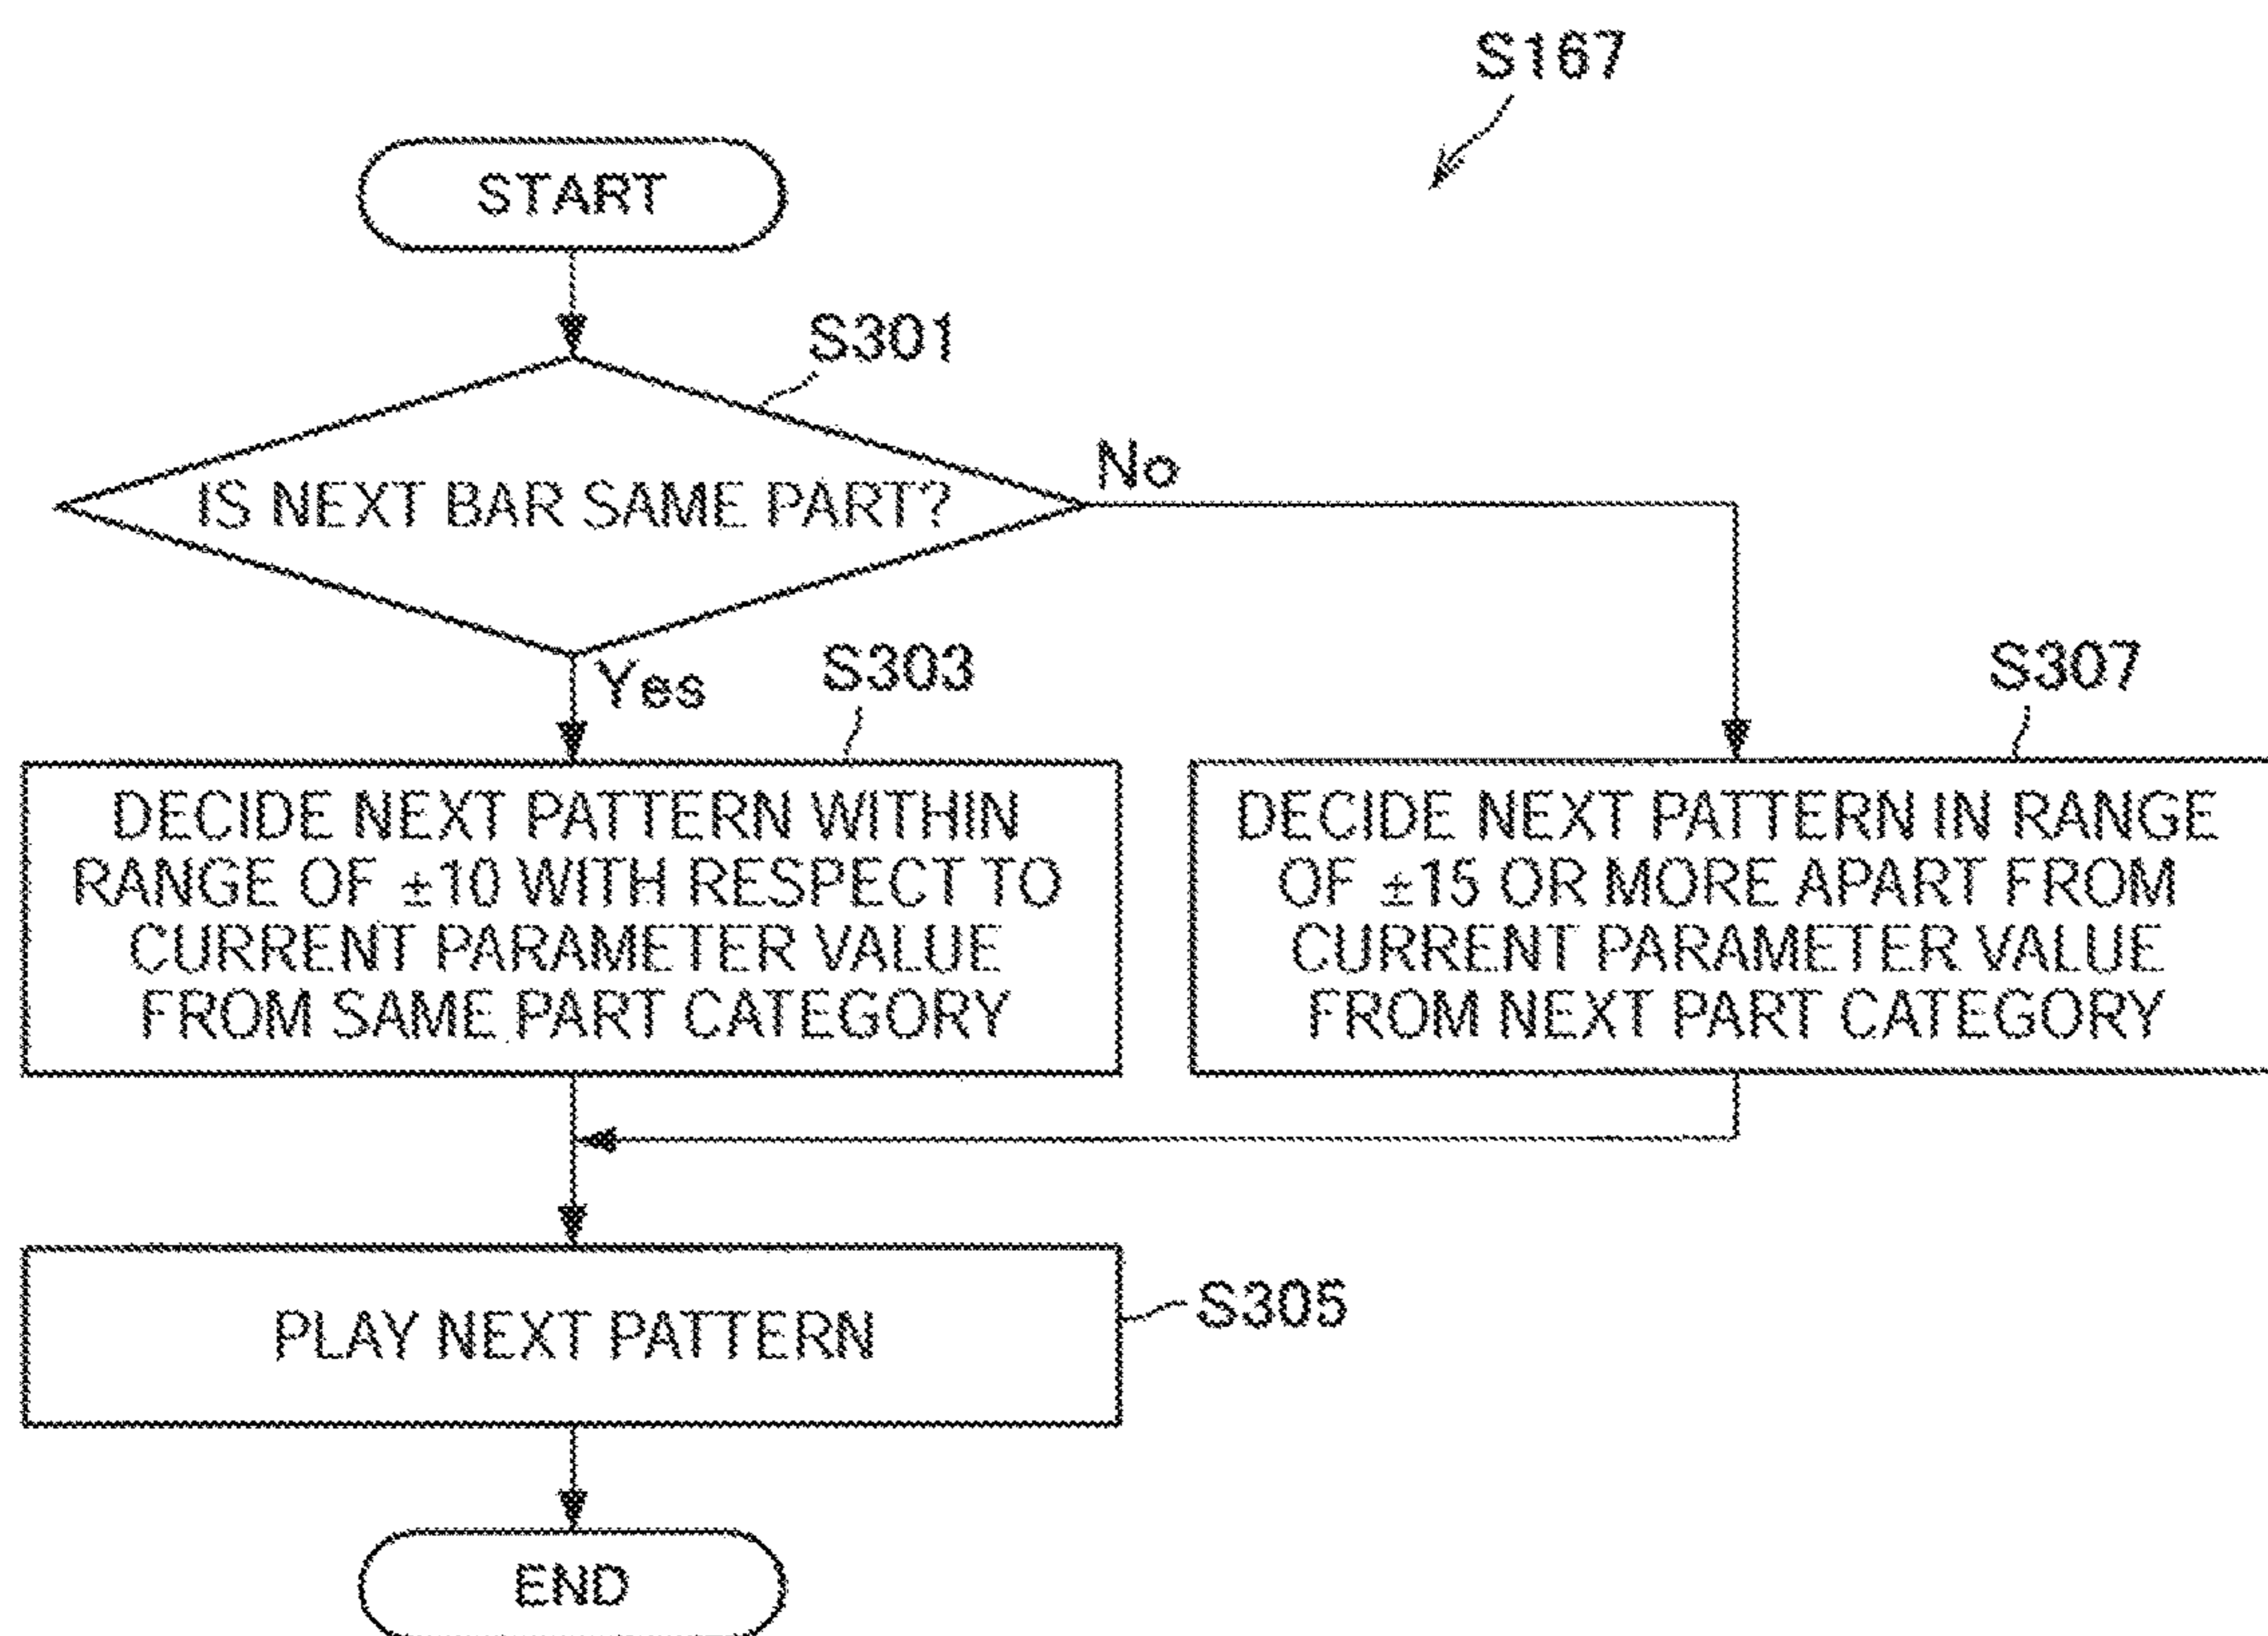 S167
START
S301
IS NEXT BAR SAME PART?
No
Yes
S303
S307
DECIDE NEXT PATTERN WITHIN
RANGE OF ±10 WITH RESPECT TO
CURRENT PARAMETER VALUE
FROM SAME PART CATEGORY
DECIDE NEXT PATTERN IN RANGE
OF ±15 OR MORE APART FROM
CURRENT PARAMETER VALUE
FROM NEXT PART CATEGORY
PLAY NEXT PATTERN
S305
END